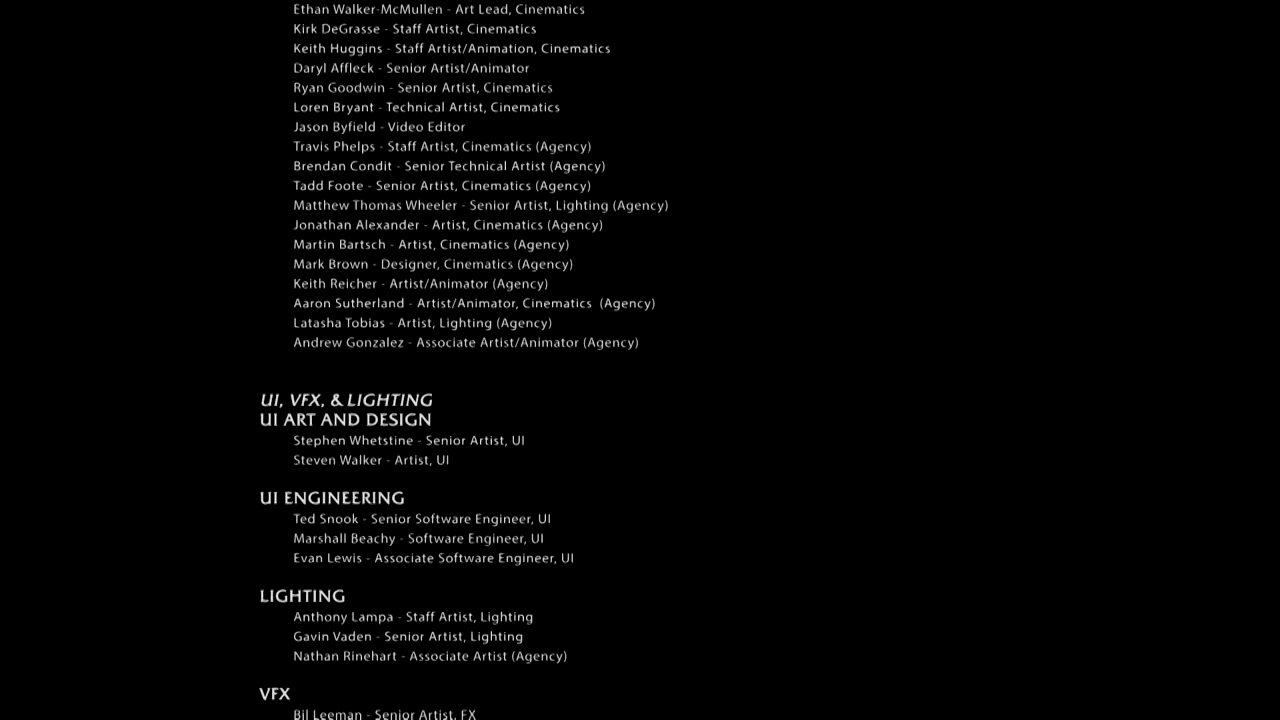 Ethan Walker-McMullen - Art Lead, Cinematics
Kirk DeGrasse - Staff Artist, Cinematics
Keith Huggins - Staff Artist/Animation, Cinematics
Daryl Affleck - Senior Artist/Animator
Ryan Goodwin - Senior Artist, Cinematics
Loren Bryant - Technical Artist, Cinematics
Jason Byfield - Video Editor
Travis Phelps - Staff Artist, Cinematics (Agency)
Brendan Condit - Senior Technical Artist (Agency)
Tadd Foote - Senior Artist, Cinematics (Agency)
Matthew Thomas Wheeler - Senior Artist, Lighting (Agency)
Jonathan Alexander - Artist, Cinematics (Agency)
Martin Bartsch - Artist, Cinematics (Agency)
Mark Brown - Designer, Cinematics (Agency)
Keith Reicher - Artist/Animator (Agency)
Aaron Sutherland - Artist/Animator, Cinematics  (Agency)
Latasha Tobias - Artist, Lighting (Agency)
Andrew Gonzalez - Associate Artist/Animator (Agency)
UI, VFX, & LIGHTING
UI ART AND DESIGN
Stephen Whetstine - Senior Artist, UI
Steven Walker - Artist, UI
UI ENGINEERING
Ted Snook - Senior Software Engineer, UI
Marshall Beachy - Software Engineer, UI
Evan Lewis - Associate Software Engineer, UI
LIGHTING
Anthony Lampa - Staff Artist, Lighting
Gavin Vaden - Senior Artist, Lighting
Nathan Rinehart - Associate Artist (Agency)
VFX
Bil Leeman - Senior Artist, FX